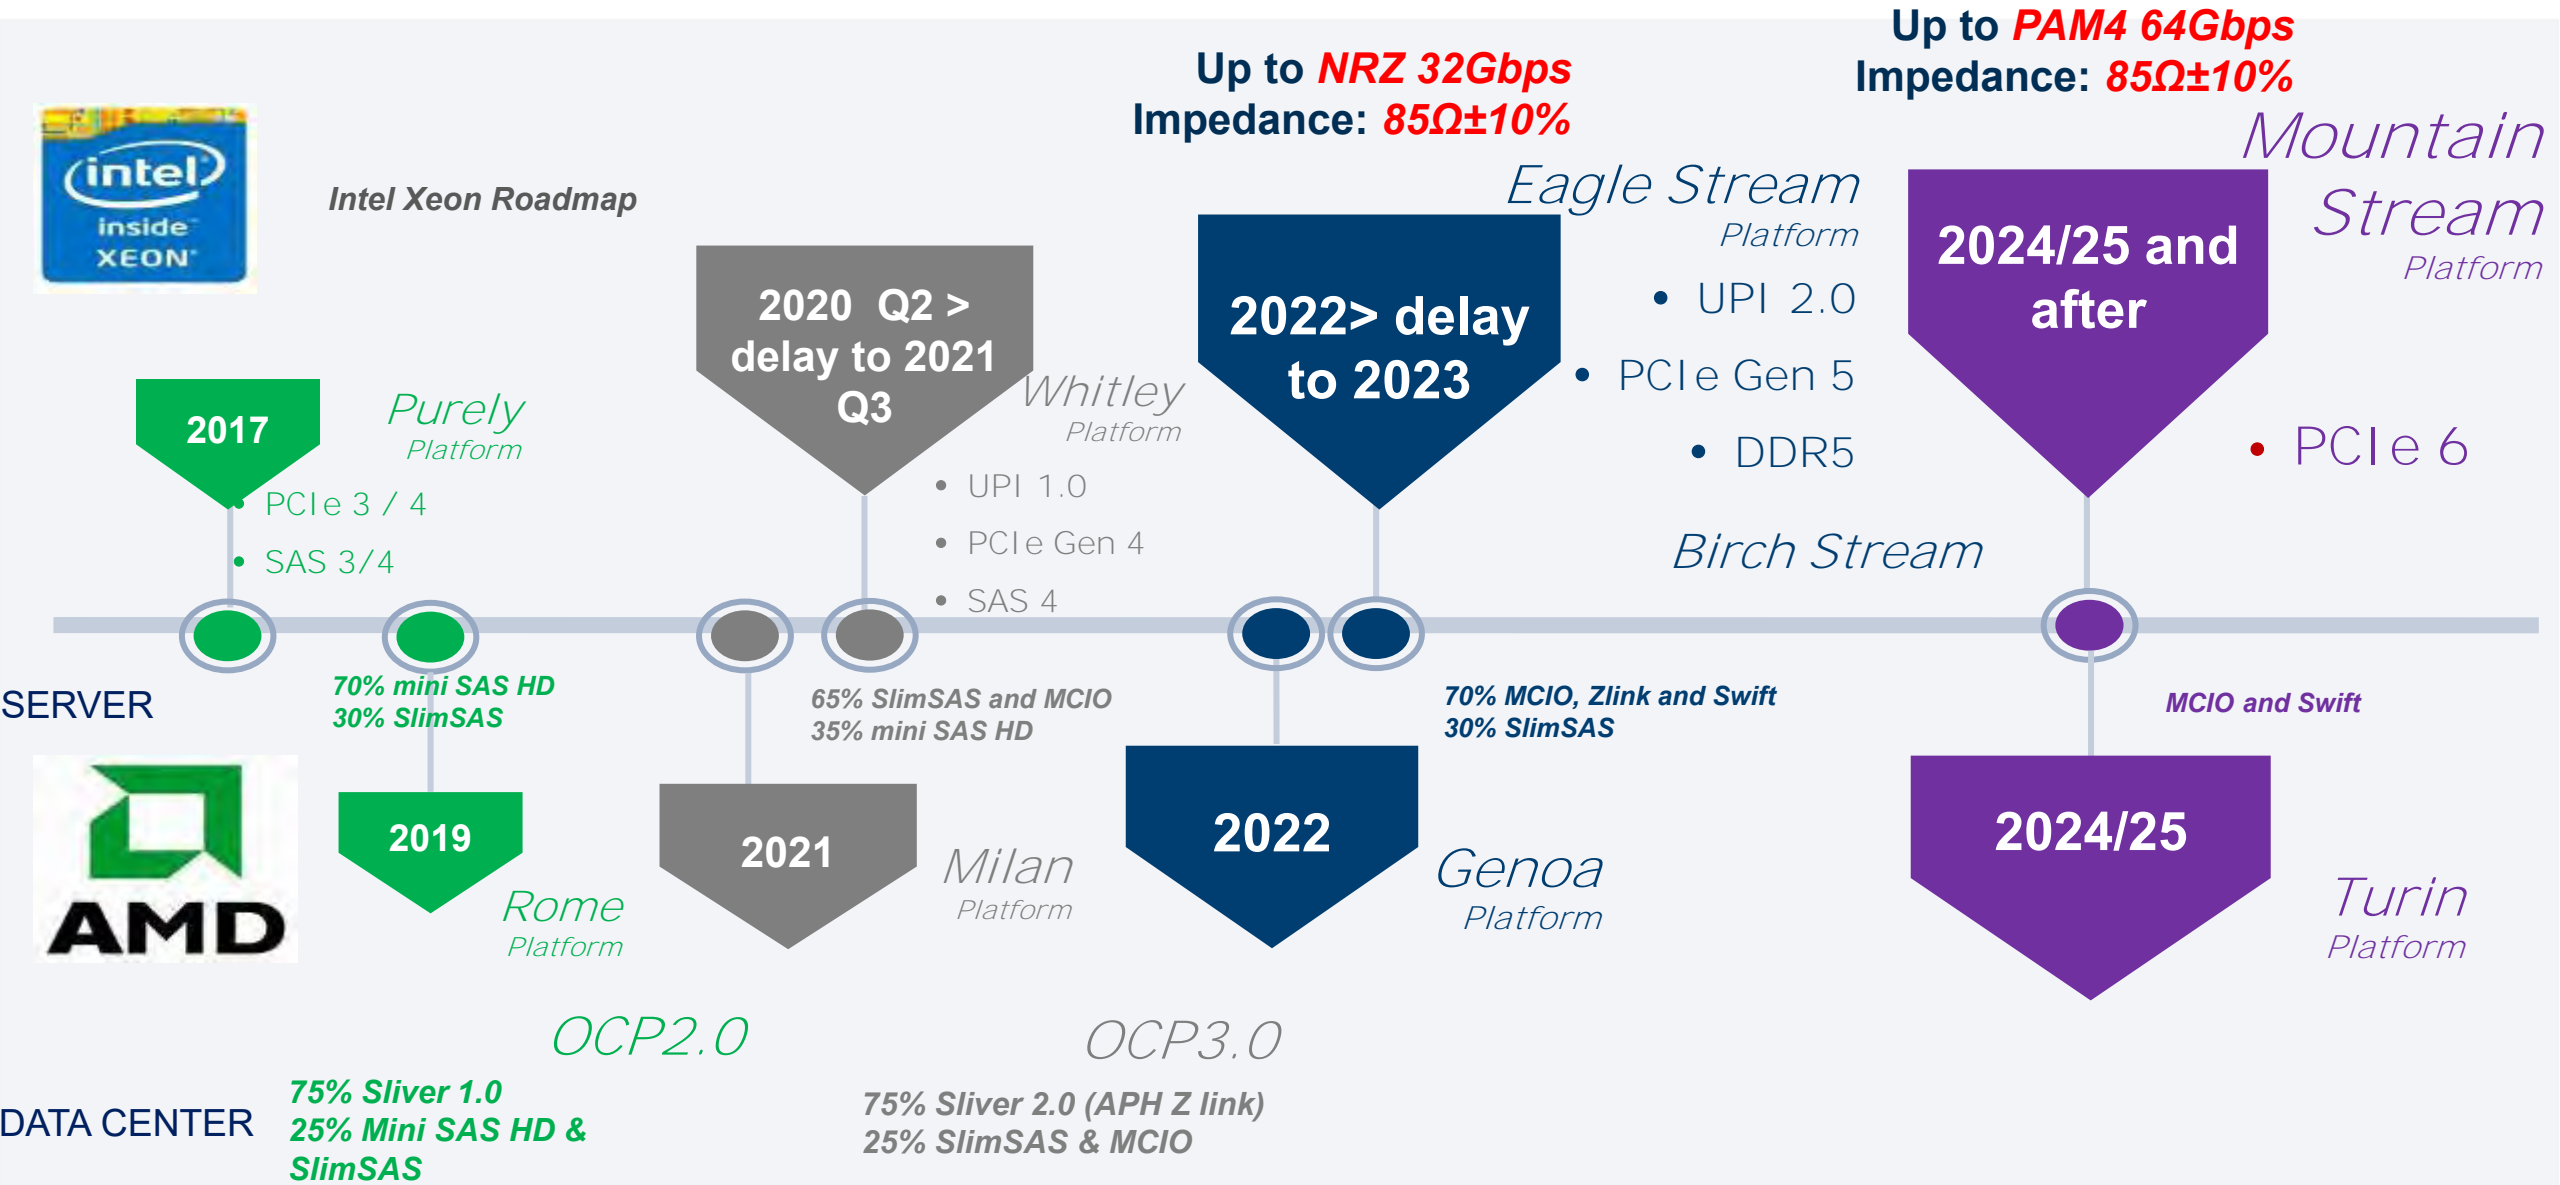 Up to PAM4 64Gbps
Impedance: 85Ω±10%
Up to NRZ 32Gbps
Impedance: 85Ω±10%
intel
inside™
XEON®
Intel Xeon Roadmap
2017
Purely
Platform
• PCIe 3 / 4
• SAS 3/4
2020 Q2 >
delay to 2021
Q3
Whitley
Platform
• UPI 1.0
• PCIe Gen 4
• SAS 4
2022> delay
to 2023
Eagle Stream
Platform
• UPI 2.0
• PCIe Gen 5
• DDR5
Birch Stream
2024/25 and
after
Mountain
Stream
Platform
• PCIe 6
SERVER
70% mini SAS HD
30% SlimSAS
65% SlimSAS and MCIO
35% mini SAS HD
70% MCIO, Zlink and Swift
30% SlimSAS
MCIO and Swift
AMD
2019
Rome
Platform
2021
Milan
Platform
2022
Genoa
Platform
2024/25
Turin
Platform
OCP2.0
OCP3.0
DATA CENTER
75% Sliver 1.0
25% Mini SAS HD &
SlimSAS
75% Sliver 2.0 (APH Z link)
25% SlimSAS & MCIO